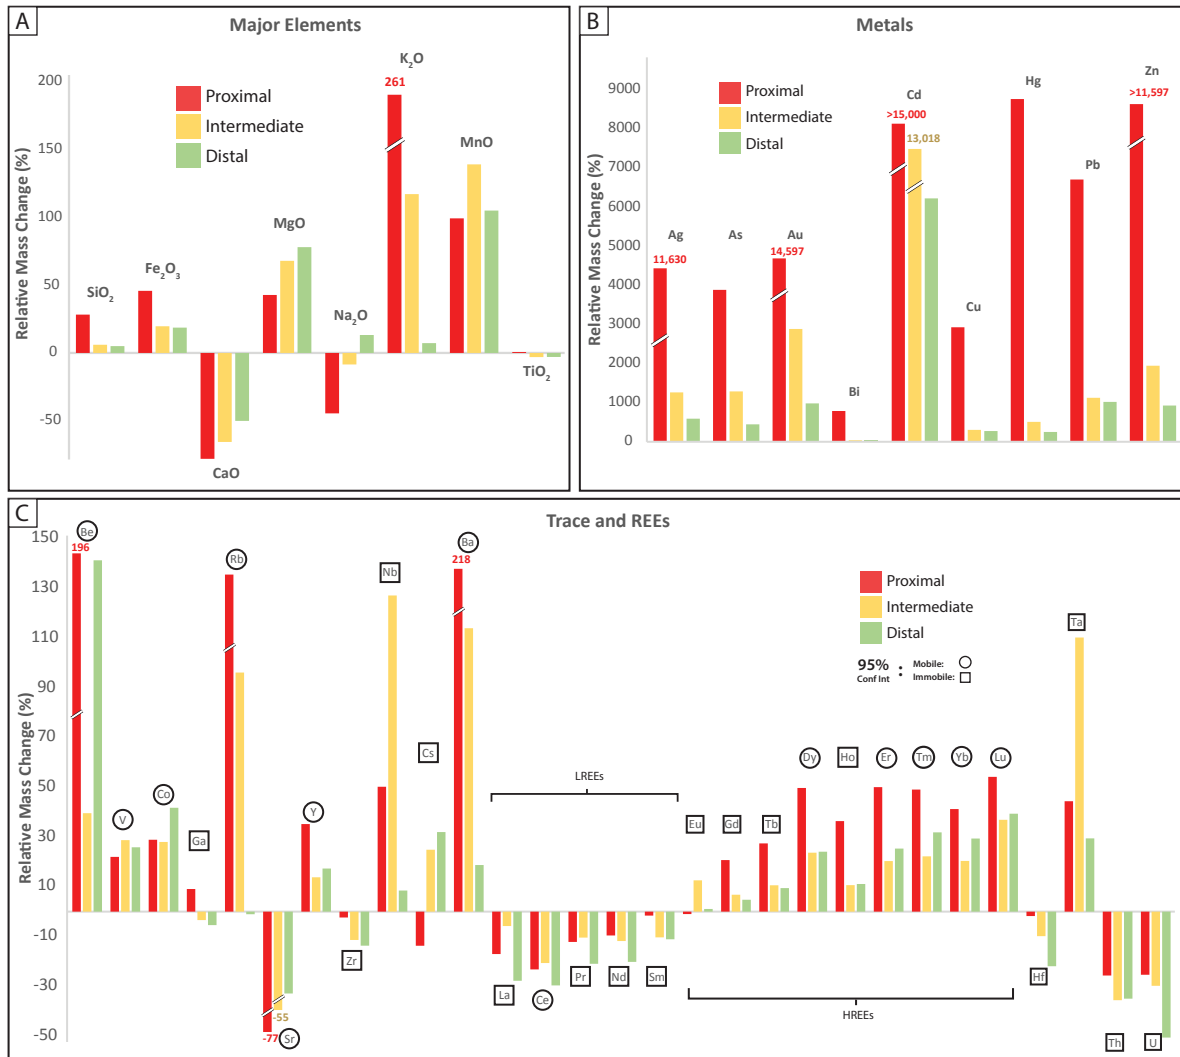 A
Major Elements
Relative Mass Change (%)
200
150
100
50
0
-50
Proximal
Intermediate
Distal
SiO₂
Fe₂O₃
CaO
MgO
Na₂O
K₂O
261
MnO
TiO₂
B
Metals
Relative Mass Change (%)
9000
8000
7000
6000
5000
4000
3000
2000
1000
0
Proximal
Intermediate
Distal
Ag
11,630
As
Au
14,597
Bi
Cd
>15,000
13,018
Cu
Hg
Pb
Zn
>11,597
C
Trace and REEs
Relative Mass Change (%)
150
130
110
90
70
50
30
10
-10
-30
-50
Be
196
V
Co
Ga
Rb
-77
-55
Sr
Y
Zr
Nb
Cs
Ba
218
LREEs
La
Ce
Pr
Nd
Sm
Eu
Gd
Tb
Dy
Ho
Er
Tm
Yb
Lu
HREEs
Hf
Ta
Th
U
Proximal
Intermediate
Distal
95%
Conf Int
:
Mobile:
Immobile: